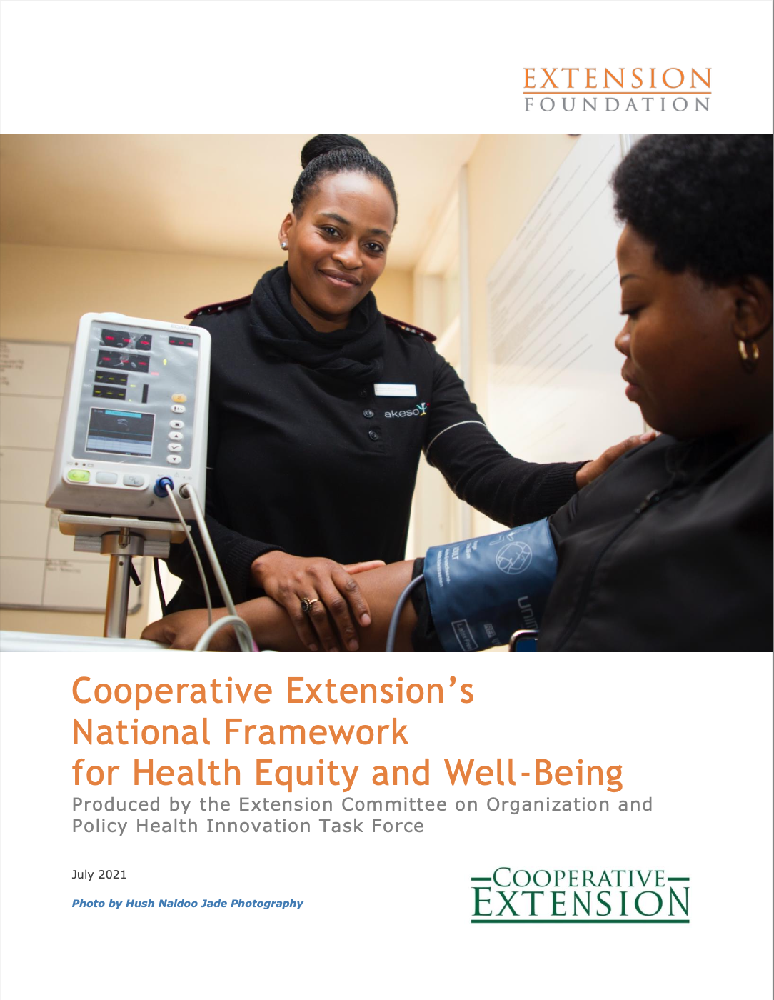 EXTENSION
FOUNDATION
akeso
Cooperative Extension’s
National Framework
for Health Equity and Well-Being
Produced by the Extension Committee on Organization and
Policy Health Innovation Task Force
July 2021
Photo by Hush Naidoo Jade Photography
COOPERATIVE
EXTENSION